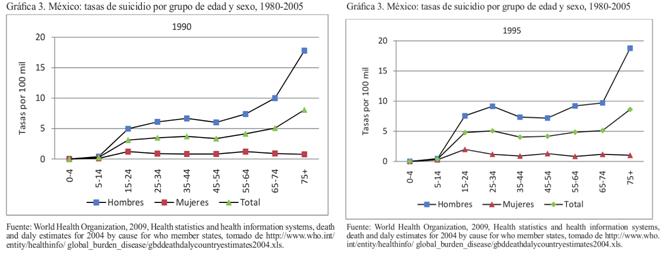 Gráfica 3. México: tasas de suicidio por grupo de edad y sexo, 1980-2005
1990
20
15
10
5
0
Tasas por 100 mil
0-4
5-14
15-24
25-34
35-44
45-54
55-64
65-74
75+
Hombres Mujeres Total
Fuente: World Health Organization, 2009, Health statistics and health information systems, death
and daly estimates for 2004 by cause for who member states, tomado de http://www.who.int/
entity/healthinfo/ global_burden_disease/gbddeathdalycountryestimates2004.xls.
Gráfica 3. México: tasas de suicidio por grupo de edad y sexo, 1980-2005
1995
20
15
10
5
0
Tasas por 100 mil
0-4
5-14
15-24
25-34
35-44
45-54
55-64
65-74
75+
Hombres Mujeres Total
Fuente: World Health Organization, 2009, Health statistics and health information systems,
death and daly estimates for 2004 by cause for who member states, tomado de http://www.who.
int/entity/healthinfo/ global_burden_disease/gbddeathdalycountryestimates2004.xls.